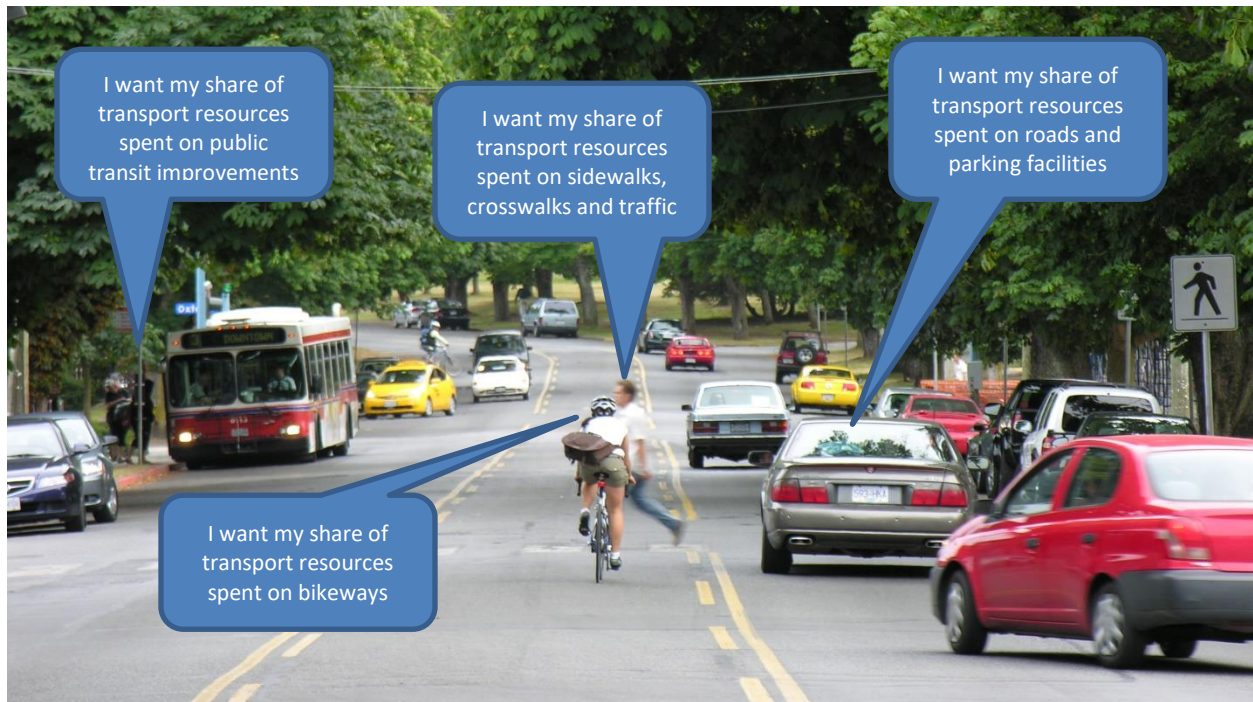 I want my share of
transport resources
spent on public
transit improvements
I want my share of
transport resources
spent on sidewalks,
crosswalks and traffic
I want my share of
transport resources
spent on roads and
parking facilities
DOWNTOWN
I want my share of
transport resources
spent on bikeways